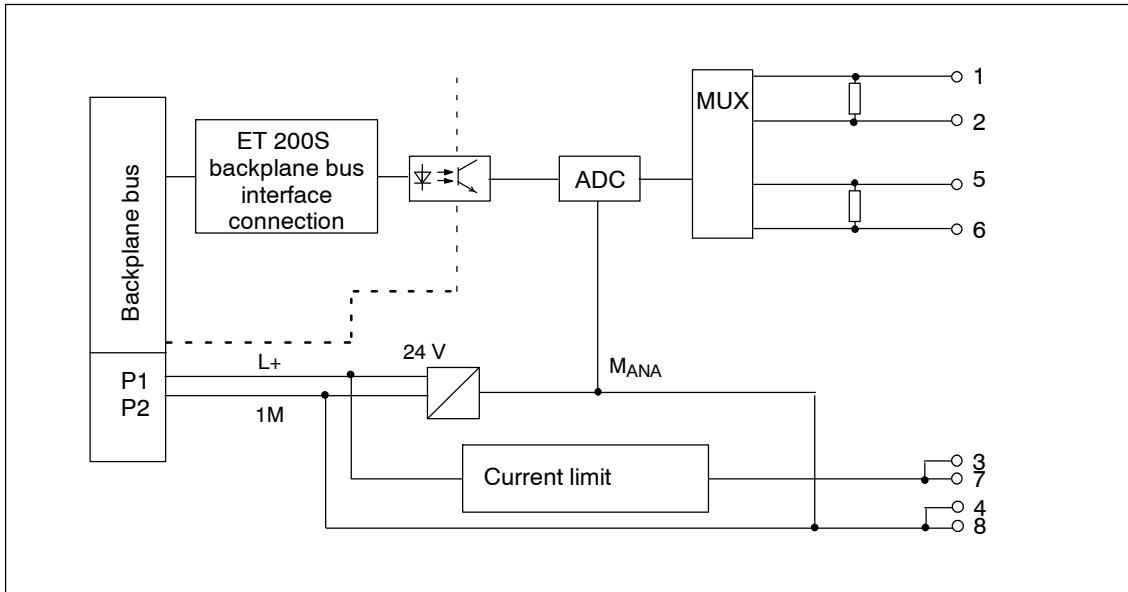 Backplane bus
ET 200S
backplane bus
interface
connection
ADC
MUX
1
2
5
6
P1
P2
L+
1M
24 V
MANA
Current limit
3
7
4
8